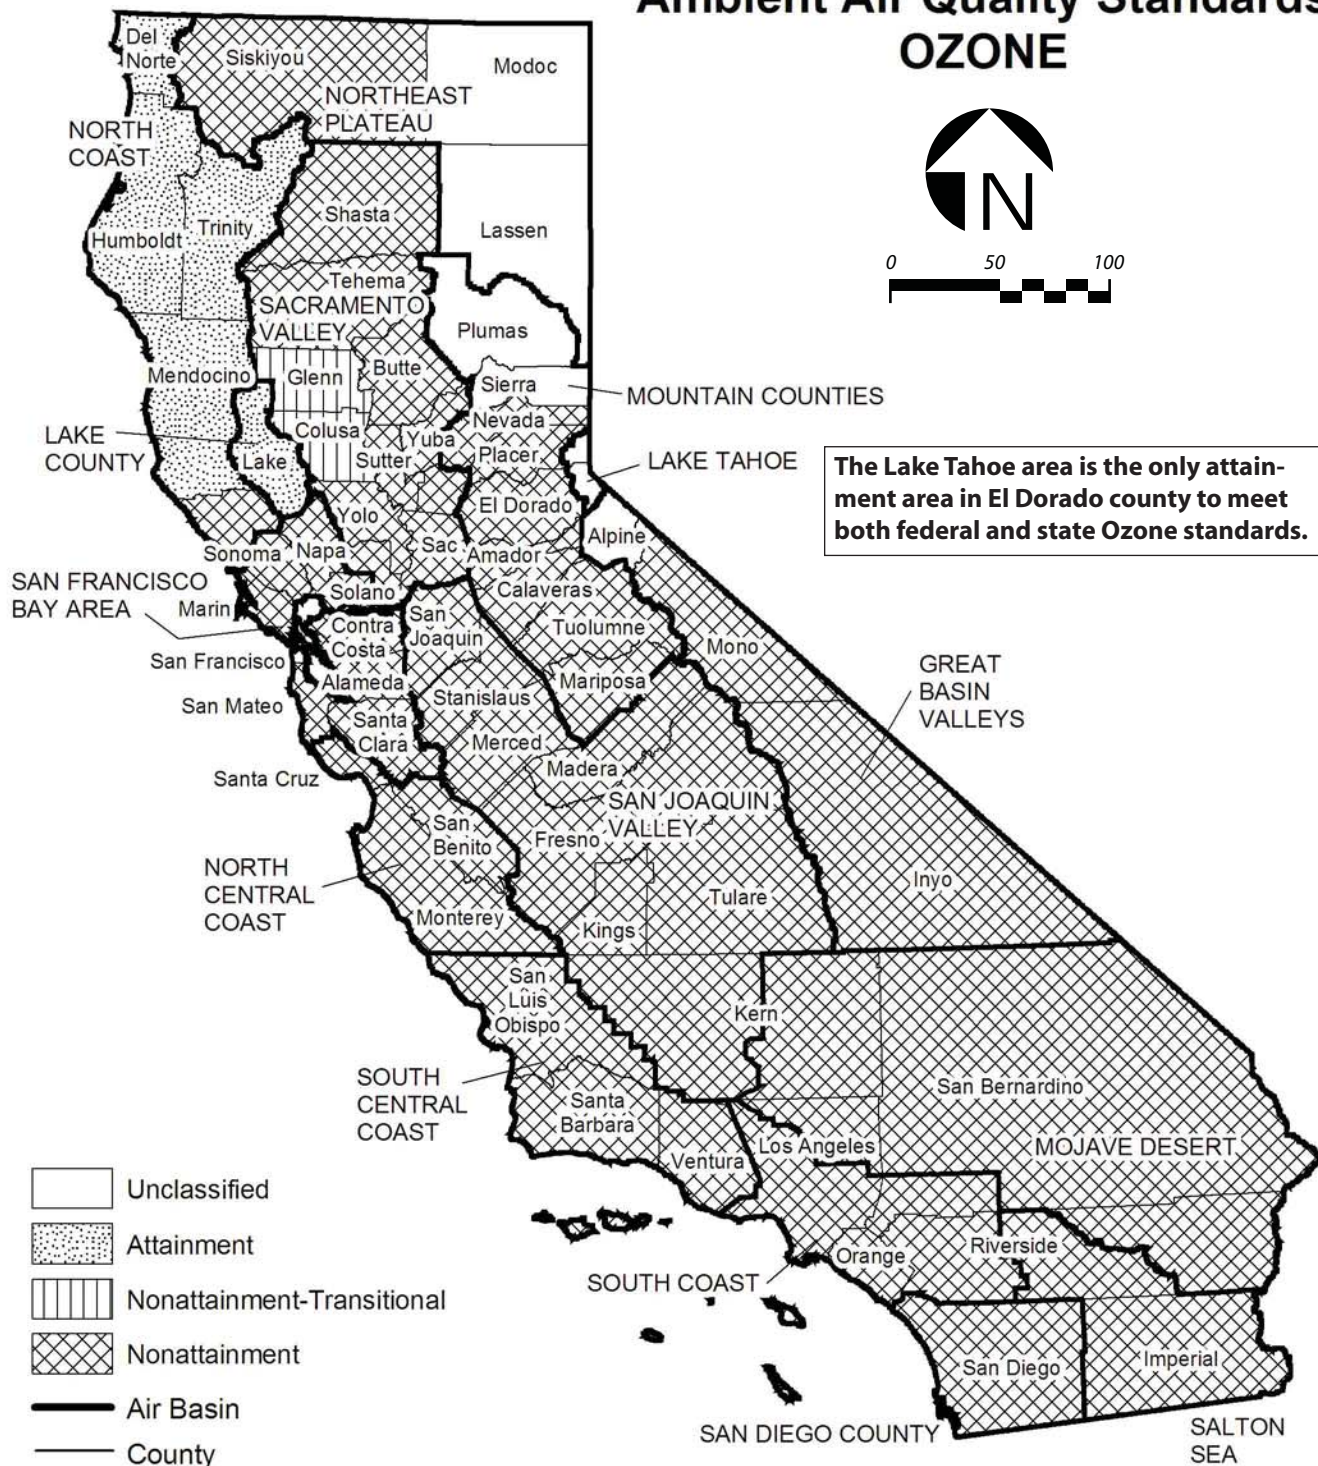 Ambient Air Quality Standards
OZONE
Del
Norte
Siskiyou
Modoc
NORTHEAST
PLATEAU
NORTH
COAST
N
Shasta
Trinity
Humboldt
Lassen
0 50 100
Tehema
SACRAMENTO
VALLEY
Plumas
Butte
Glenn
Mendocino
Sierra
MOUNTAIN COUNTIES
Nevada
Colusa
Yuba
LAKE
COUNTY
Lake
Sutter
Placer
LAKE TAHOE
The Lake Tahoe area is the only attain-
ment area in El Dorado county to meet
both federal and state Ozone standards.
El Dorado
Yolo
Alpine
Sonoma
Napa
Sac
Amador
SAN FRANCISCO
BAY AREA
Marin
Solano
Calaveras
San
Joaquin
Contra
Costa
Tuolumne
Mono
San Francisco
Alameda
Mariposa
GREAT
BASIN
VALLEYS
San Mateo
Stanislaus
Santa
Clara
Merced
Santa Cruz
Madera
SAN JOAQUIN
VALLEY
San
Benito
Fresno
NORTH
CENTRAL
COAST
Inyo
Tulare
Monterey
Kings
San
Luis
Obispo
Kern
SOUTH
CENTRAL
COAST
San Bernardino
Santa
Barbara
Los Angeles
MOJAVE DESERT
Ventura
Unclassified
Attainment
Nonattainment-Transitional
Nonattainment
Air Basin
County
Orange
Riverside
SOUTH COAST
San Diego
Imperial
SAN DIEGO COUNTY
SALTON
SEA